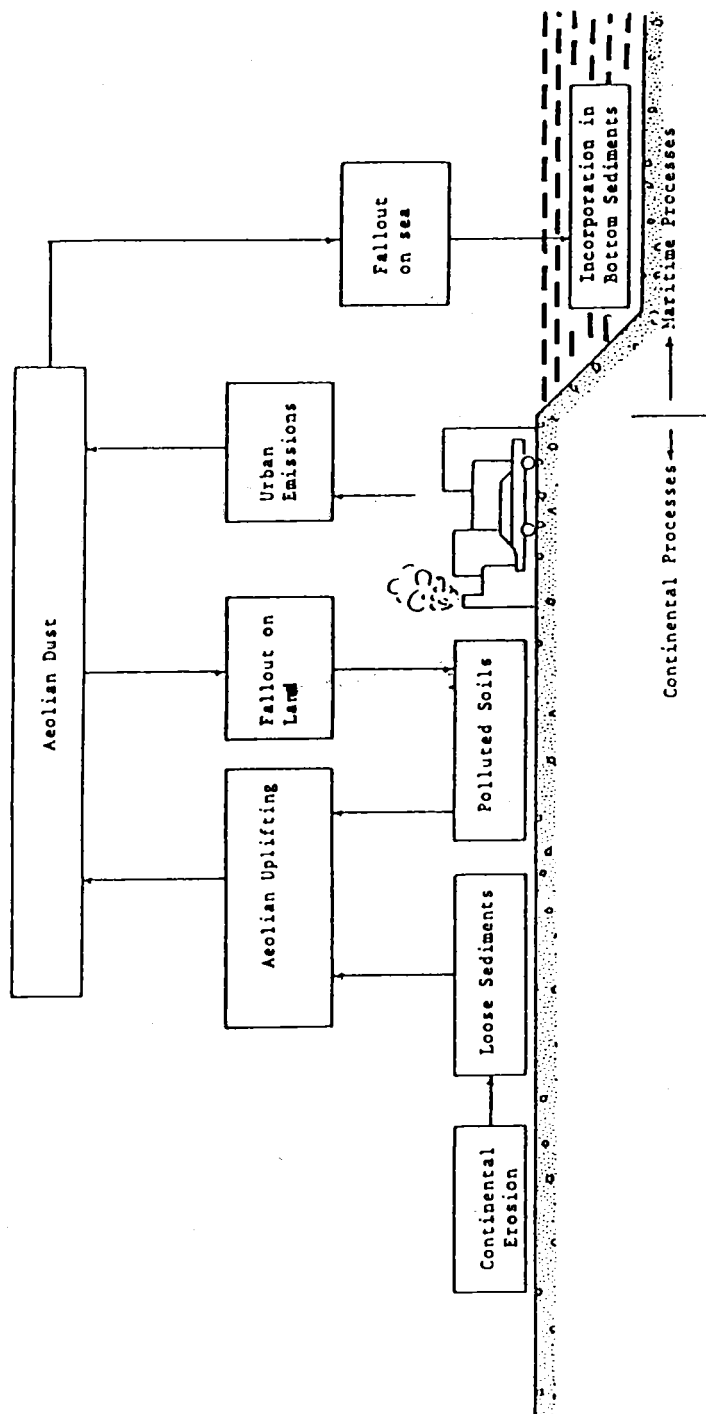 Aeolian Dust
Aeolian Uplifting
Fallout on
Land
Urban
Emissions
Fallout
on sea
Continental
Erosion
Loose Sediments
Polluted Soils
Incorporation in
Bottom Sediments
Continental Processes
Maritime Processes